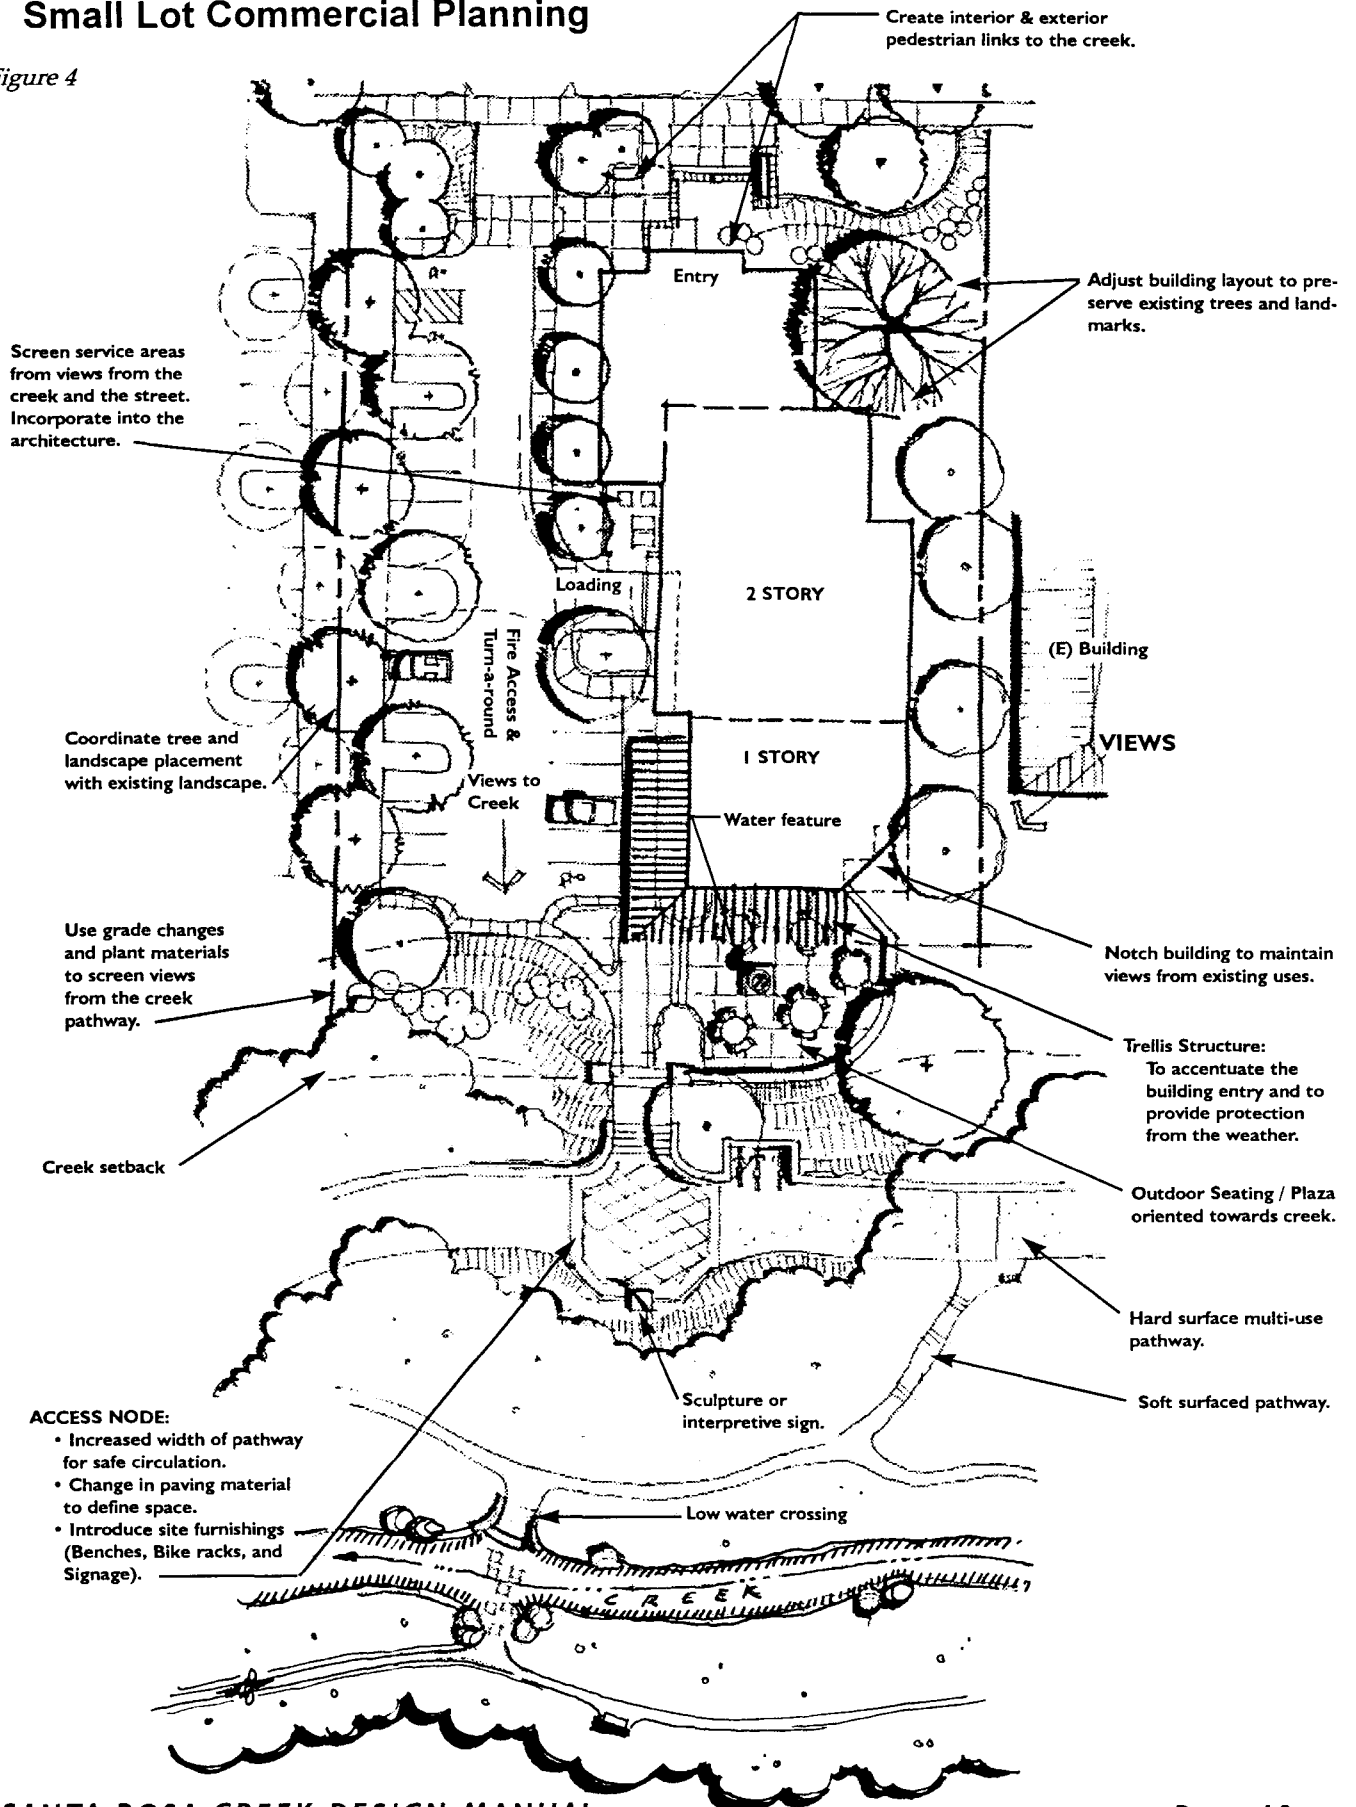 Small Lot Commercial Planning
Figure 4
Create interior & exterior
pedestrian links to the creek.
Entry
Adjust building layout to pre-
serve existing trees and land-
marks.
Screen service areas
from views from the
creek and the street.
Incorporate into the
architecture.
Loading
2 STORY
Fire Access &
Turn-a-round
(E) Building
Coordinate tree and
landscape placement
with existing landscape.
VIEWS
1 STORY
Views to
Creek
Water feature
Use grade changes
and plant materials
to screen views
from the creek
pathway.
Notch building to maintain
views from existing uses.
Trellis Structure:
To accentuate the
building entry and to
provide protection
from the weather.
Creek setback
Outdoor Seating / Plaza
oriented towards creek.
Hard surface multi-use
pathway.
Sculpture or
interpretive sign.
Soft surfaced pathway.
ACCESS NODE:
• Increased width of pathway
for safe circulation.
• Change in paving material
to define space.
• Introduce site furnishings
(Benches, Bike racks, and
Signage).
Low water crossing
CREEK
SANTA ROSA CREEK DESIGN MANUAL